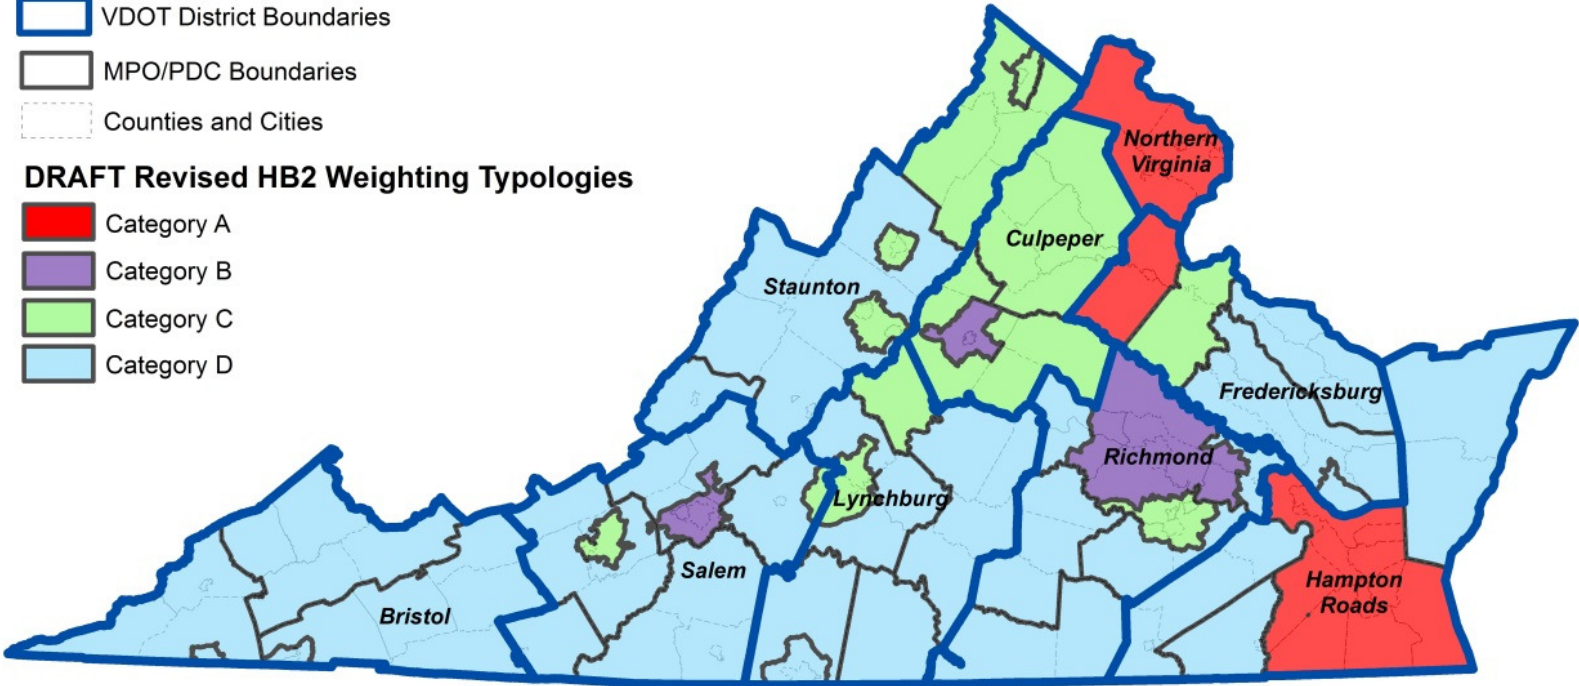 VDOT District Boundaries
MPO/PDC Boundaries
Counties and Cities
DRAFT Revised HB2 Weighting Typologies
Category A
Category B
Category C
Category D
Northern
Virginia
Culpeper
Staunton
Fredericksburg
Richmond
Lynchburg
Salem
Hampton
Roads
Bristol